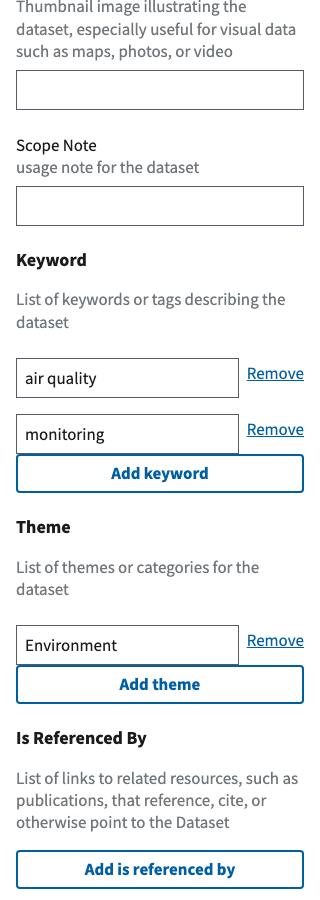 Thumbnail image illustrating the
dataset, especially useful for visual data
such as maps, photos, or video
Scope Note
usage note for the dataset
Keyword
List of keywords or tags describing the
dataset
air quality
Remove
monitoring
Remove
Add keyword
Theme
List of themes or categories for the
dataset
Environment
Remove
Add theme
Is Referenced By
List of links to related resources, such as
publications, that reference, cite, or
otherwise point to the Dataset
Add is referenced by